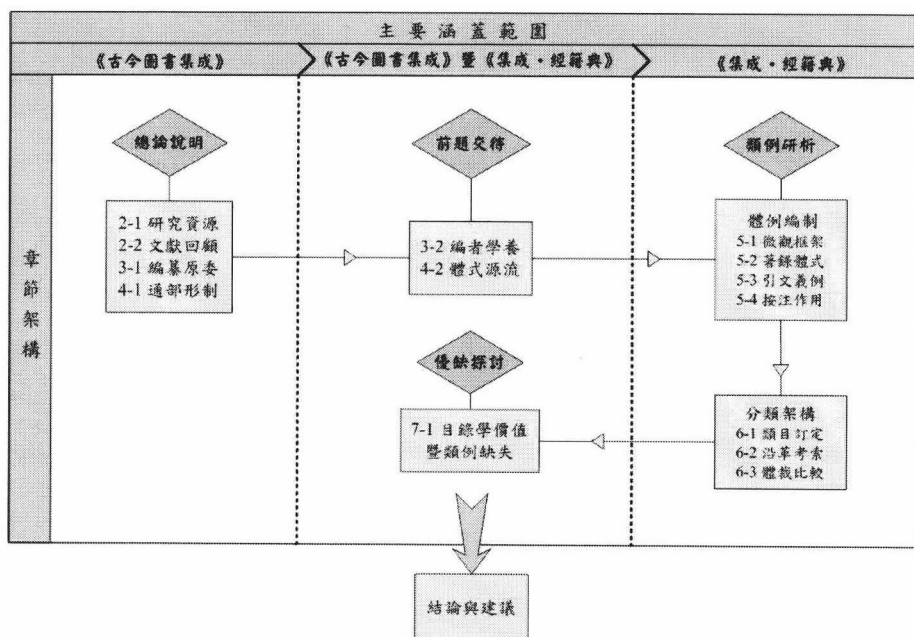 主要涵蓋範圍
《古今圖書集成》
《古今圖書集成》暨《集成・經籍典》
《集成・經籍典》
章節架構
總論說明
2-1 研究資源
2-2 文獻回顧
3-1 編纂原委
4-1 通部形制
前題交待
3-2 編者學養
4-2 體式源流
類例研析
體例編制
5-1 微觀框架
5-2 著錄體式
5-3 引文義例
5-4 按注作用
分類架構
6-1 類目訂定
6-2 沿革考索
6-3 體裁比較
優缺探討
7-1 目錄學價值
暨類例缺失
結論與建議